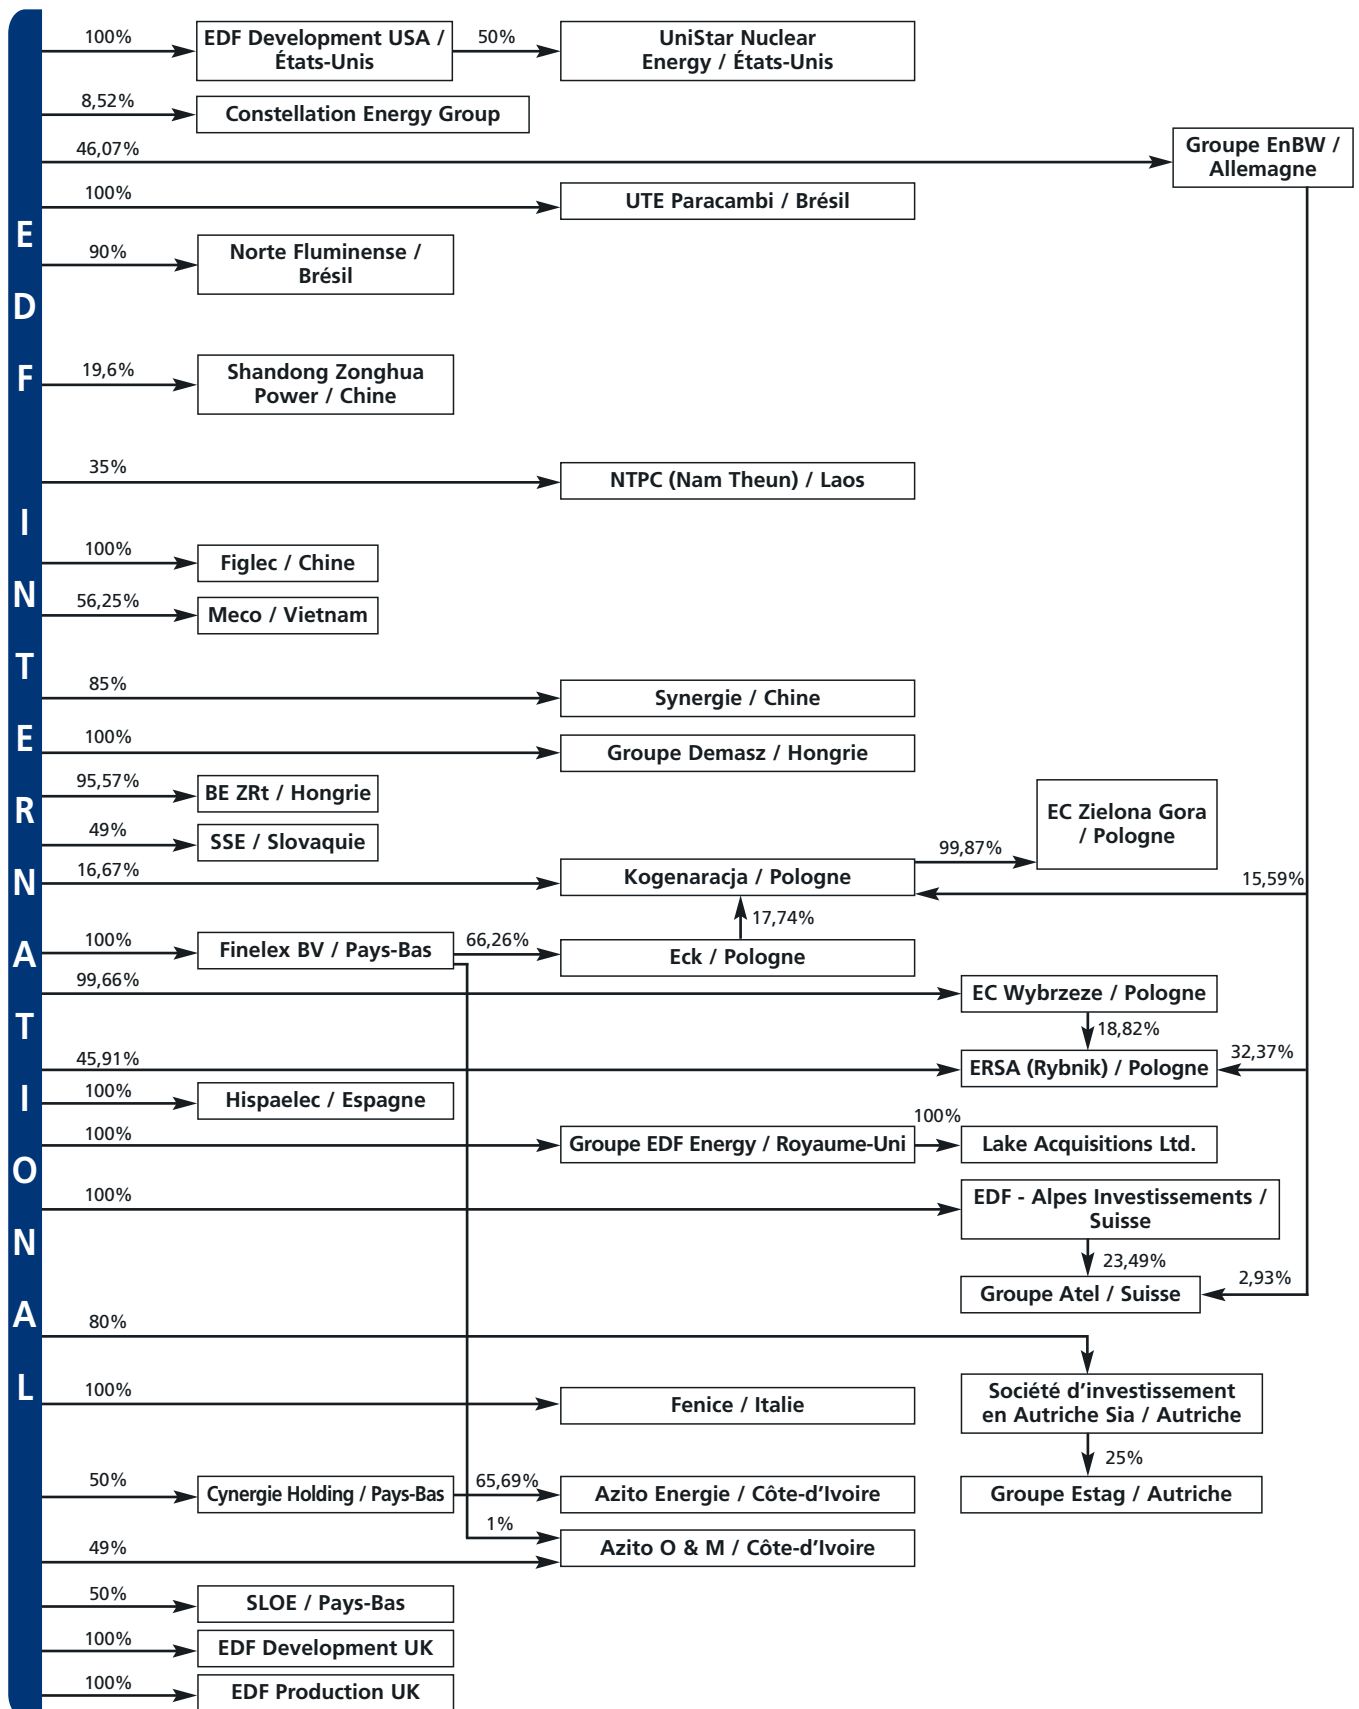 EDF INTERNATIONAL
100%
EDF Development USA /
États-Unis
50%
UniStar Nuclear
Energy / États-Unis
8,52%
Constellation Energy Group
46,07%
Groupe EnBW /
Allemagne
100%
UTE Paracambi / Brésil
90%
Norte Fluminense /
Brésil
19,6%
Shandong Zonghua
Power / Chine
35%
NTPC (Nam Theun) / Laos
100%
Figlec / Chine
56,25%
Meco / Vietnam
85%
Synergie / Chine
100%
Groupe Demasz / Hongrie
95,57%
BE ZRt / Hongrie
49%
SSE / Slovaquie
EC Zielona Gora
/ Pologne
99,87%
16,67%
Kogenaracja / Pologne
15,59%
17,74%
100%
Finelex BV / Pays-Bas
66,26%
Eck / Pologne
99,66%
EC Wybrzeze / Pologne
18,82%
45,91%
ERSA (Rybnik) / Pologne
32,37%
100%
Hispaelec / Espagne
100%
Groupe EDF Energy / Royaume-Uni
100%
Lake Acquisitions Ltd.
100%
EDF - Alpes Investissements /
Suisse
23,49%
Groupe Atel / Suisse
2,93%
80%
Société d’investissement
en Autriche Sia / Autriche
100%
Fenice / Italie
25%
Groupe Estag / Autriche
50%
Cynergie Holding / Pays-Bas
65,69%
Azito Energie / Côte-d’Ivoire
1%
49%
Azito O & M / Côte-d’Ivoire
50%
SLOE / Pays-Bas
100%
EDF Development UK
100%
EDF Production UK